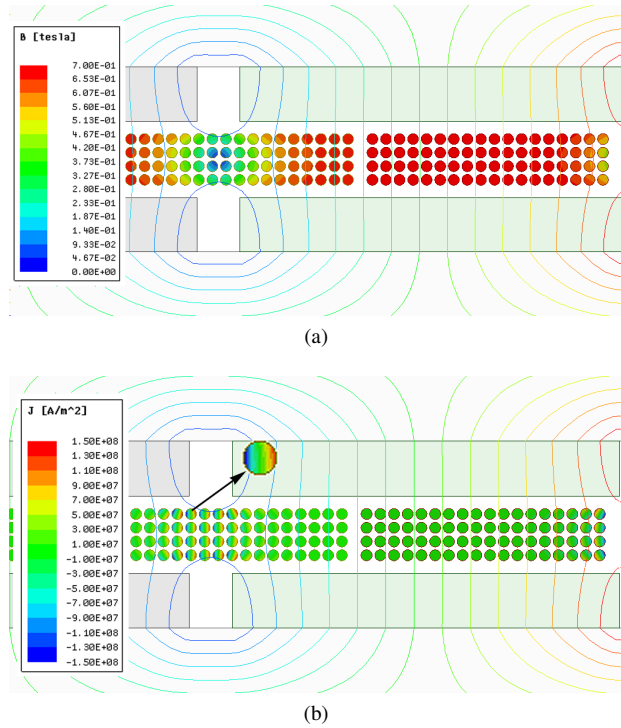 B [tesla]
7.00E-01
6.53E-01
6.07E-01
5.60E-01
5.13E-01
4.67E-01
4.20E-01
3.73E-01
3.27E-01
2.80E-01
2.33E-01
1.87E-01
1.40E-01
9.33E-02
4.67E-02
0.00E+00
(a)
J [A/m^2]
1.50E+08
1.30E+08
1.10E+08
9.00E+07
7.00E+07
5.00E+07
3.00E+07
1.00E+07
-1.00E+07
-3.00E+07
-5.00E+07
-7.00E+07
-9.00E+07
-1.10E+08
-1.30E+08
-1.50E+08
(b)